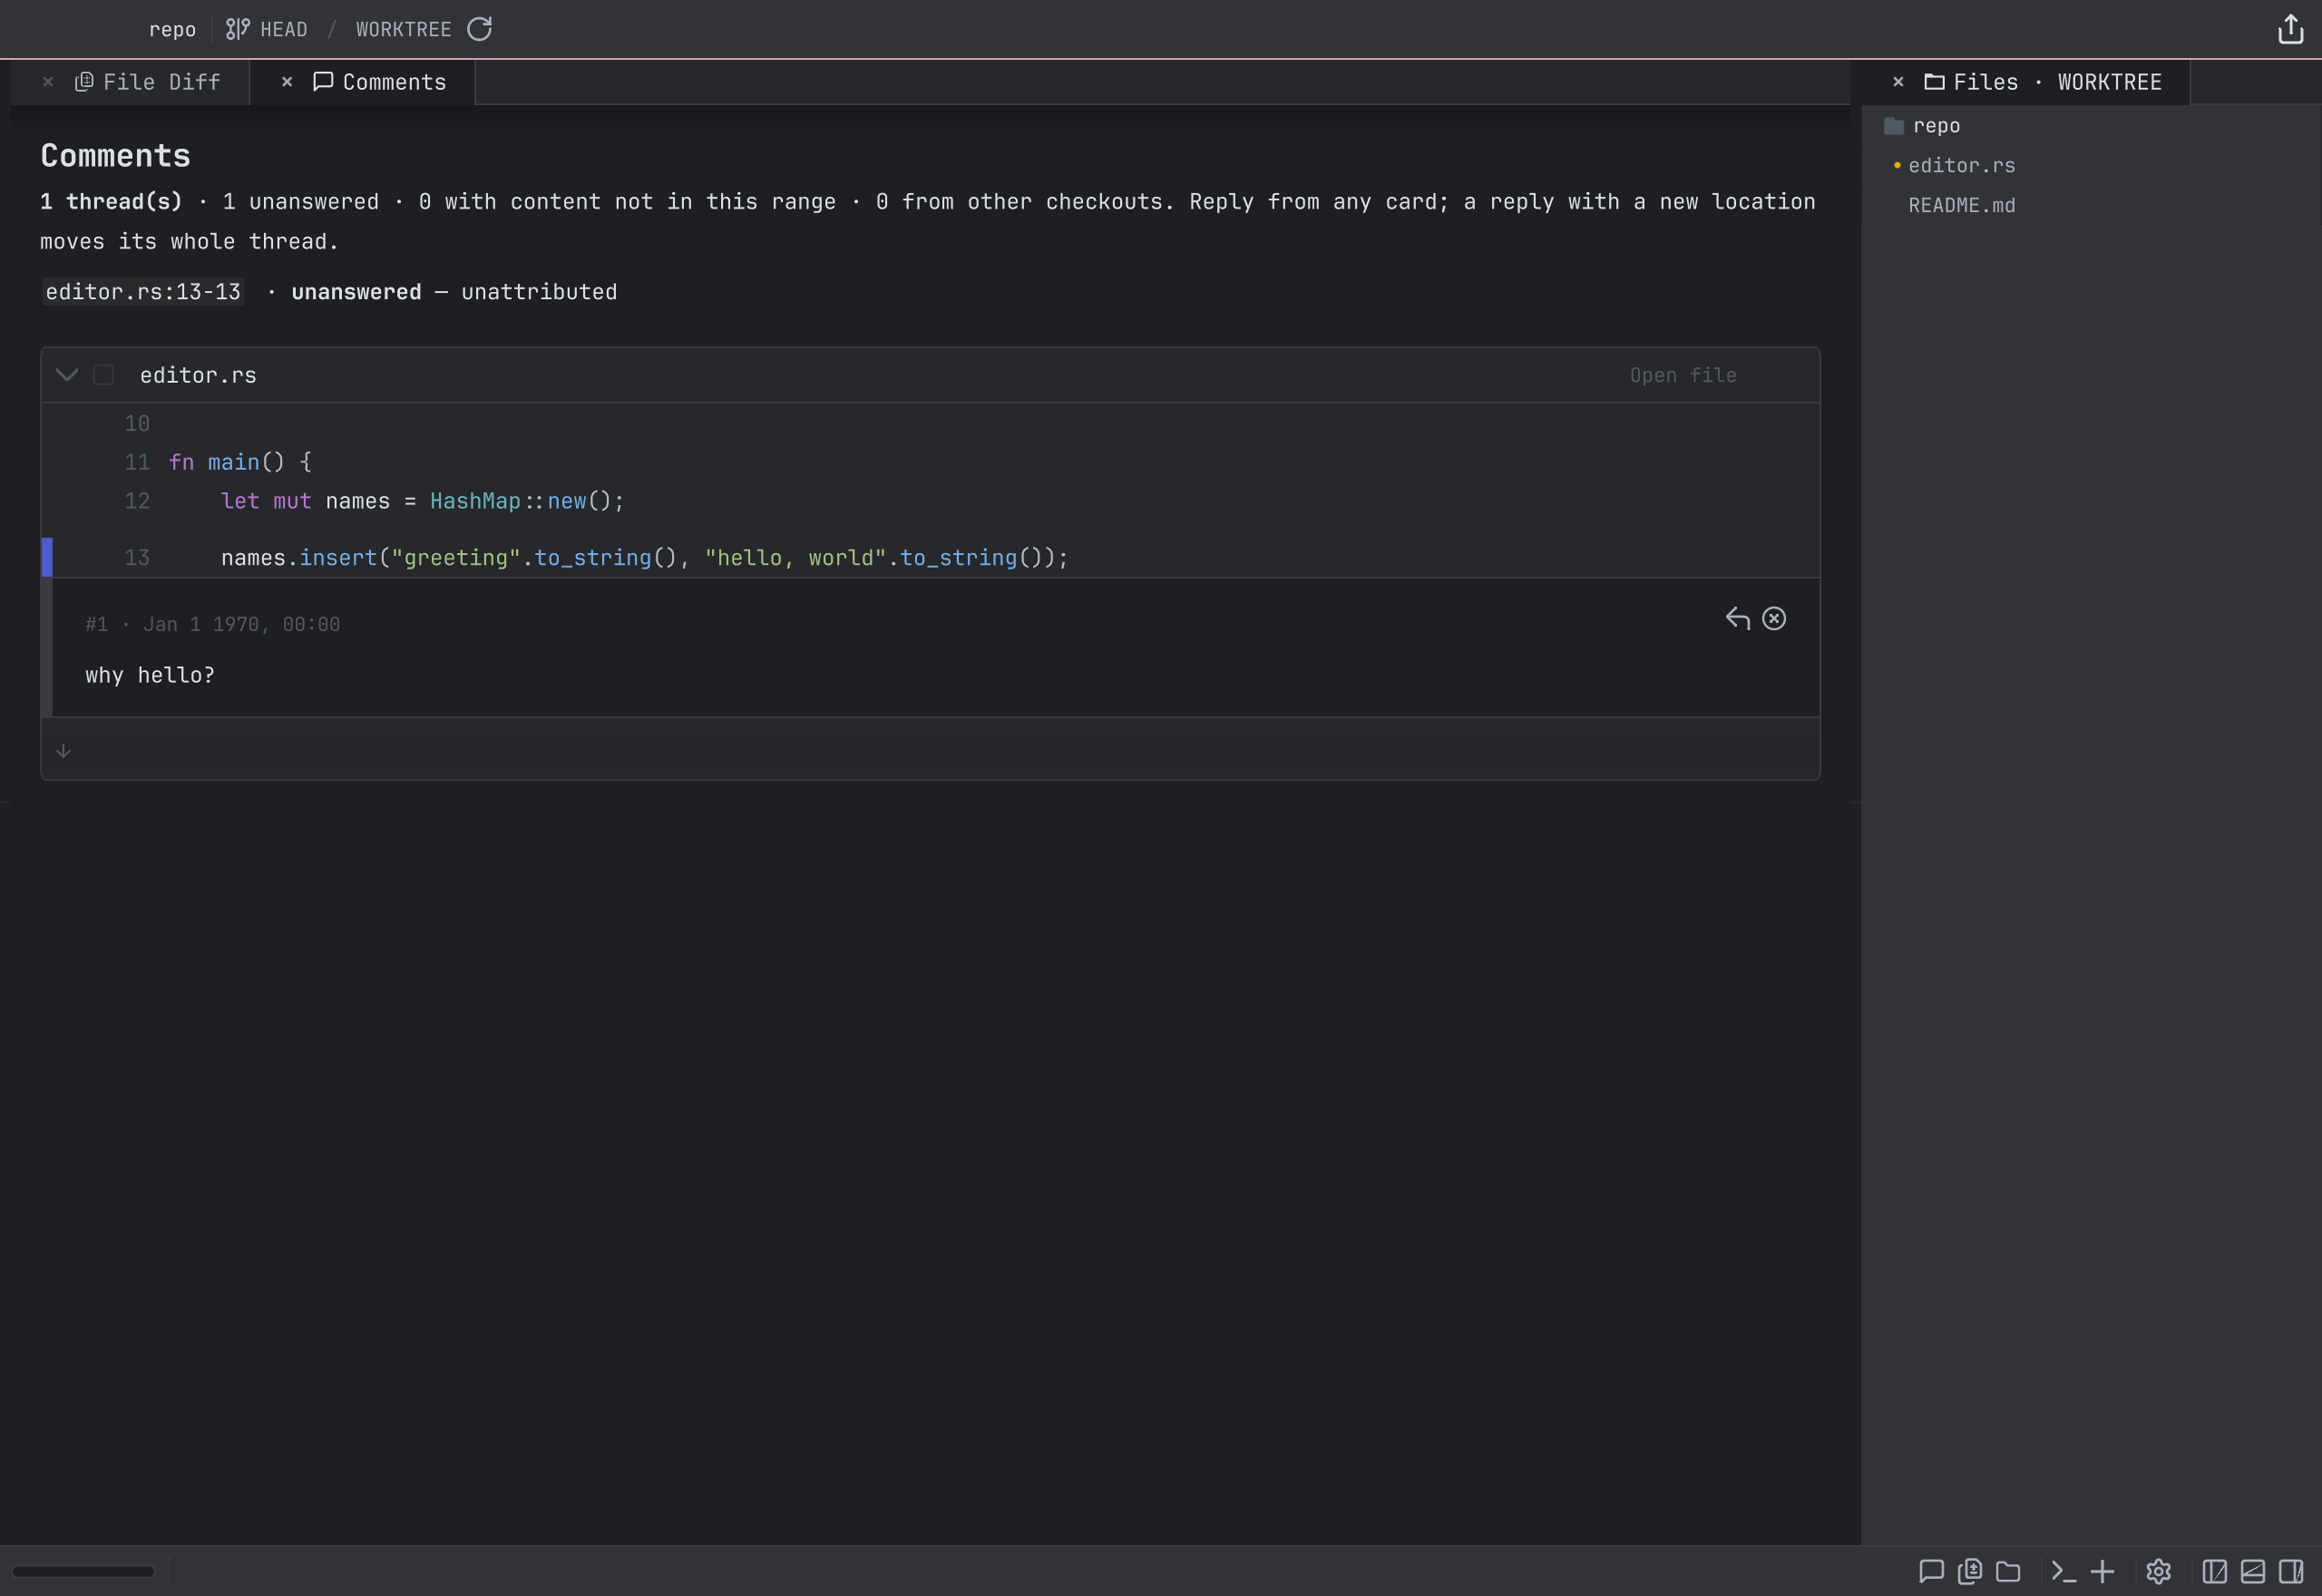 repo HEAD / WORKTREE
× File Diff × Comments
× Files · WORKTREE
Comments
1 thread(s) · 1 unanswered · 0 with content not in this range · 0 from other checkouts. Reply from any card; a reply with a new location
moves its whole thread.
editor.rs:13-13 · unanswered — unattributed
editor.rs Open file
10
11 fn main() {
12 let mut names = HashMap::new();
13 names.insert("greeting".to_string(), "hello, world".to_string());
#1 · Jan 1 1970, 00:00
why hello?
repo
editor.rs
README.md